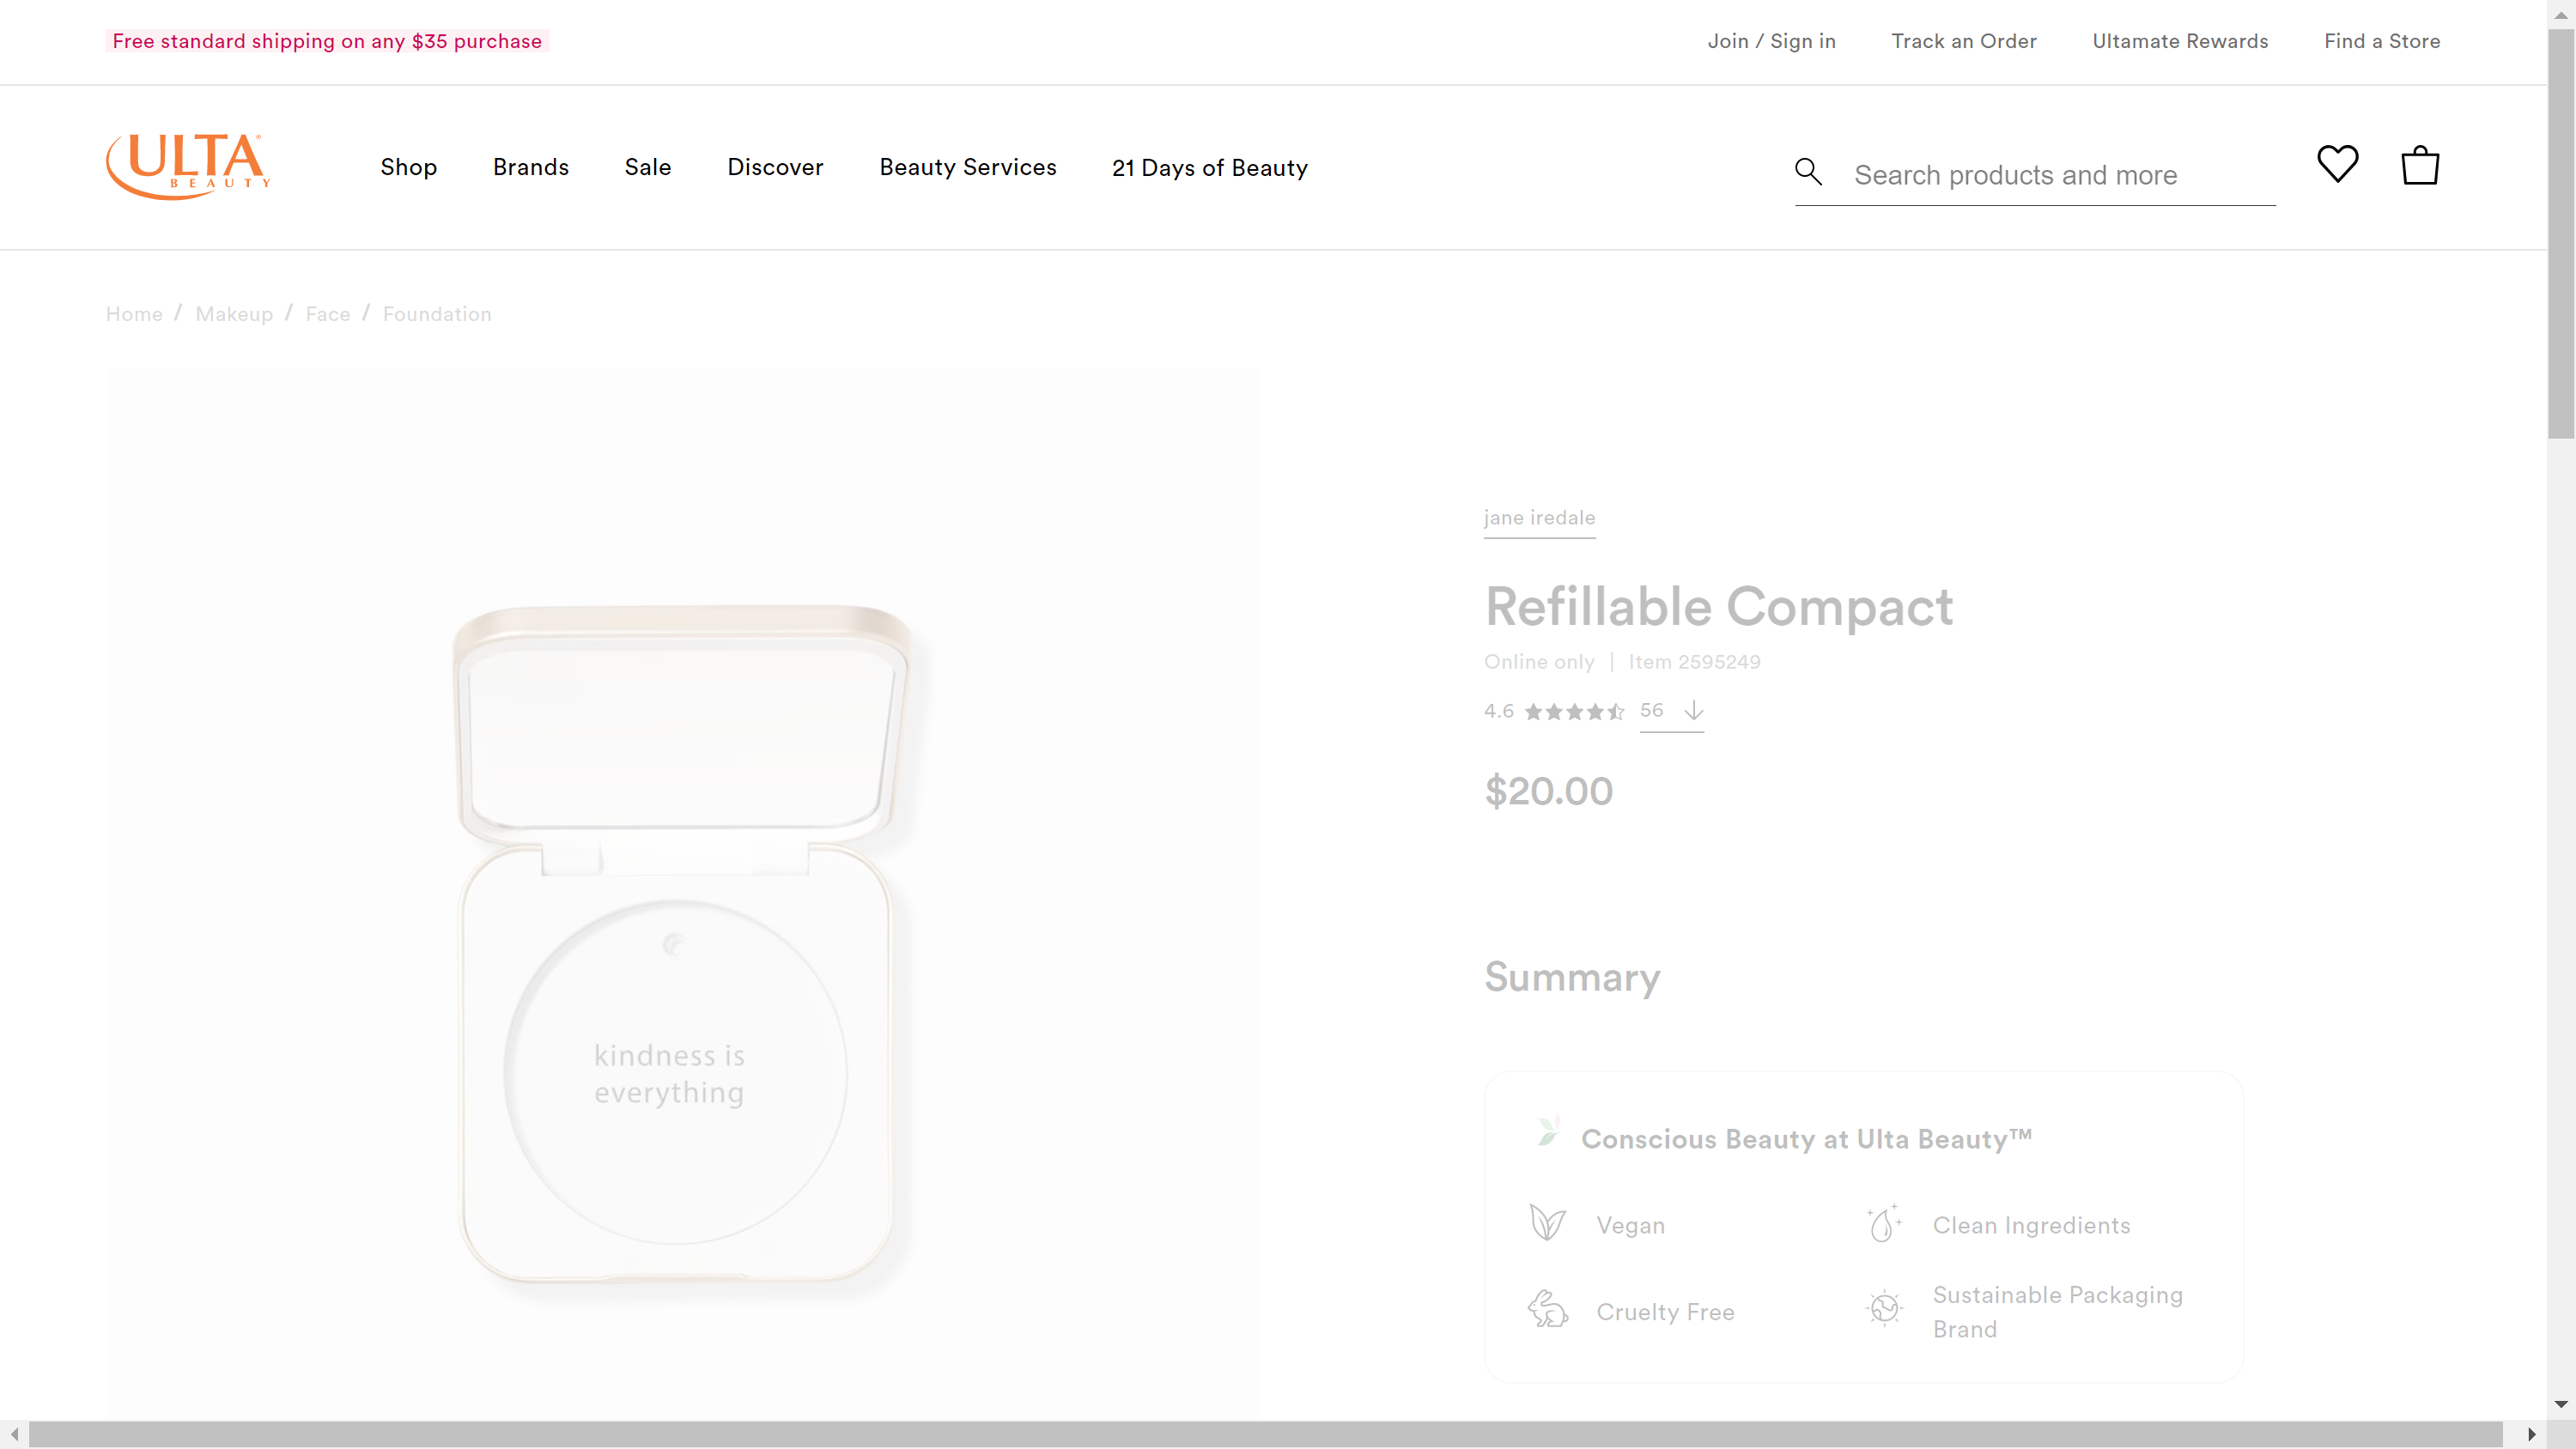 Free standard shipping on any $35 purchase
Join / Sign in
Track an Order
Ultamate Rewards
Find a Store
ULTA
BEAUTY
Shop
Brands
Sale
Discover
Beauty Services
21 Days of Beauty
Search products and more
Home / Makeup / Face / Foundation
jane iredale
Refillable Compact
Online only | Item 2595249
4.6
56
$20.00
Summary
kindness is
everything
Conscious Beauty at Ulta Beauty™
Vegan
Clean Ingredients
Cruelty Free
Sustainable Packaging
Brand